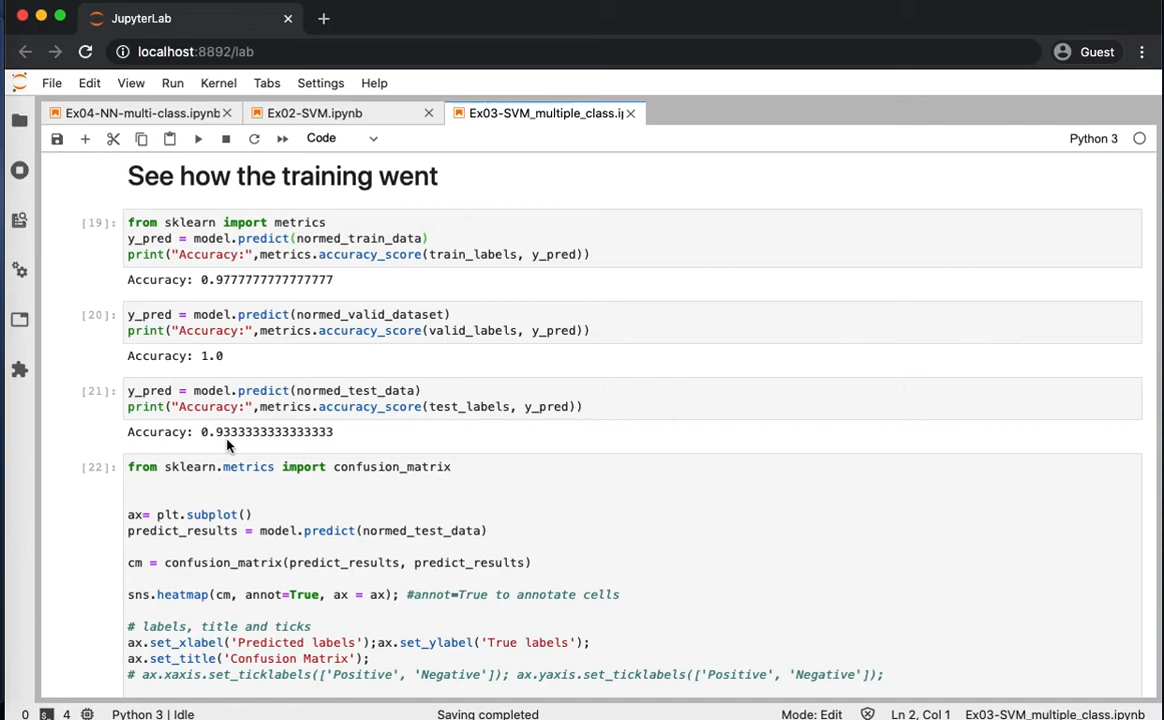 JupyterLab
localhost:8892/lab
Guest
File Edit View Run Kernel Tabs Settings Help
Ex04-NN-multi-class.ipynb Ex02-SVM.ipynb Ex03-SVM_multiple_class.ip
Code
Python 3
See how the training went
[19]: from sklearn import metrics
y_pred = model.predict(normed_train_data)
print("Accuracy:",metrics.accuracy_score(train_labels, y_pred))
Accuracy: 0.9777777777777777
[20]: y_pred = model.predict(normed_valid_dataset)
print("Accuracy:",metrics.accuracy_score(valid_labels, y_pred))
Accuracy: 1.0
[21]: y_pred = model.predict(normed_test_data)
print("Accuracy:",metrics.accuracy_score(test_labels, y_pred))
Accuracy: 0.9333333333333333
[22]: from sklearn.metrics import confusion_matrix
ax= plt.subplot()
predict_results = model.predict(normed_test_data)
cm = confusion_matrix(predict_results, predict_results)
sns.heatmap(cm, annot=True, ax = ax); #annot=True to annotate cells
# labels, title and ticks
ax.set_xlabel('Predicted labels');ax.set_ylabel('True labels');
ax.set_title('Confusion Matrix');
# ax.xaxis.set_ticklabels(['Positive', 'Negative']); ax.yaxis.set_ticklabels(['Positive', 'Negative']);
0 4 Python 3 | Idle Saving completed Mode: Edit Ln 2, Col 1 Ex03-SVM_multiple_class.ipynb